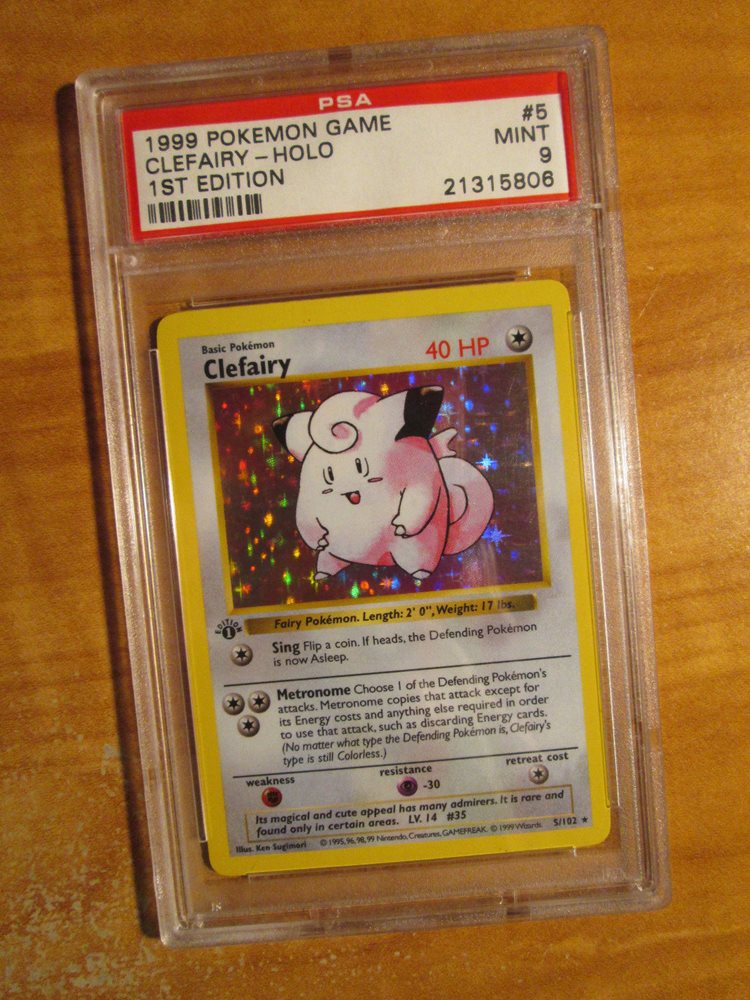 PSA
1999 POKEMON GAME #5
CLEFAIRY - HOLO MINT
1ST EDITION 9
21315806
Basic Pokémon
Clefairy 40 HP
Fairy Pokémon. Length: 2' 0", Weight: 17 lbs.
EDITION
1
Sing Flip a coin. If heads, the Defending Pokémon
is now Asleep.
Metronome Choose 1 of the Defending Pokémon's
attacks. Metronome copies that attack except for
its Energy costs and anything else required in order
to use that attack, such as discarding Energy cards.
(No matter what type the Defending Pokémon is, Clefairy's
type is still Colorless.)
weakness resistance retreat cost
-30
Its magical and cute appeal has many admirers. It is rare and
found only in certain areas. LV. 14 #35
Illus. Ken Sugimori © 1995, 96, 98, 99 Nintendo, Creatures, GAMEFREAK. © 1999 Wizards. 5/102 ★